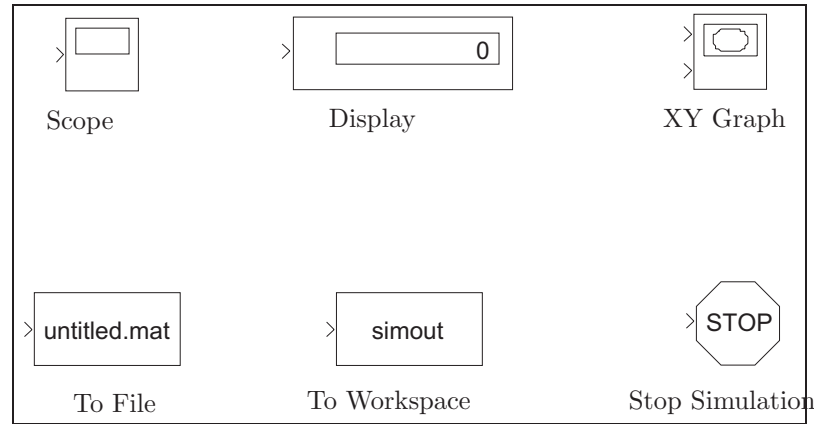 0
Scope
Display
XY Graph
untitled.mat
simout
STOP
To File
To Workspace
Stop Simulation